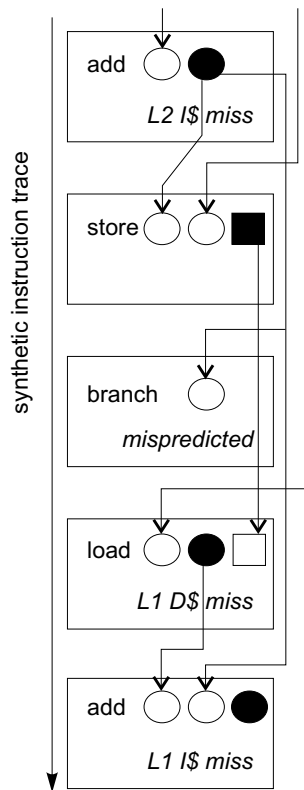 synthetic instruction trace
add
L2 I$ miss
store
branch
mispredicted
load
L1 D$ miss
add
L1 I$ miss